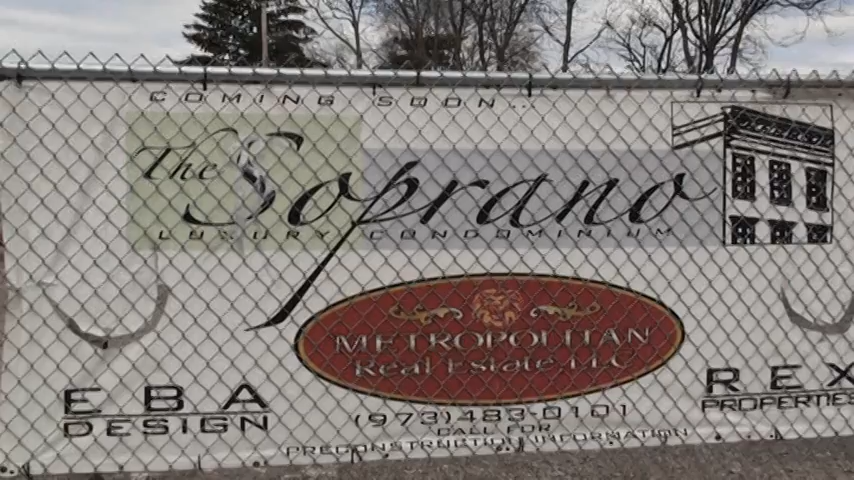 COMING SOON...
The Soprano
LUXURY CONDOMINIUM
METROPOLITAN
Real Estate LLC
EBA
DESIGN
REX
PROPERTIES
(973)483-0101
CALL FOR
PRECONSTRUCTION INFORMATION